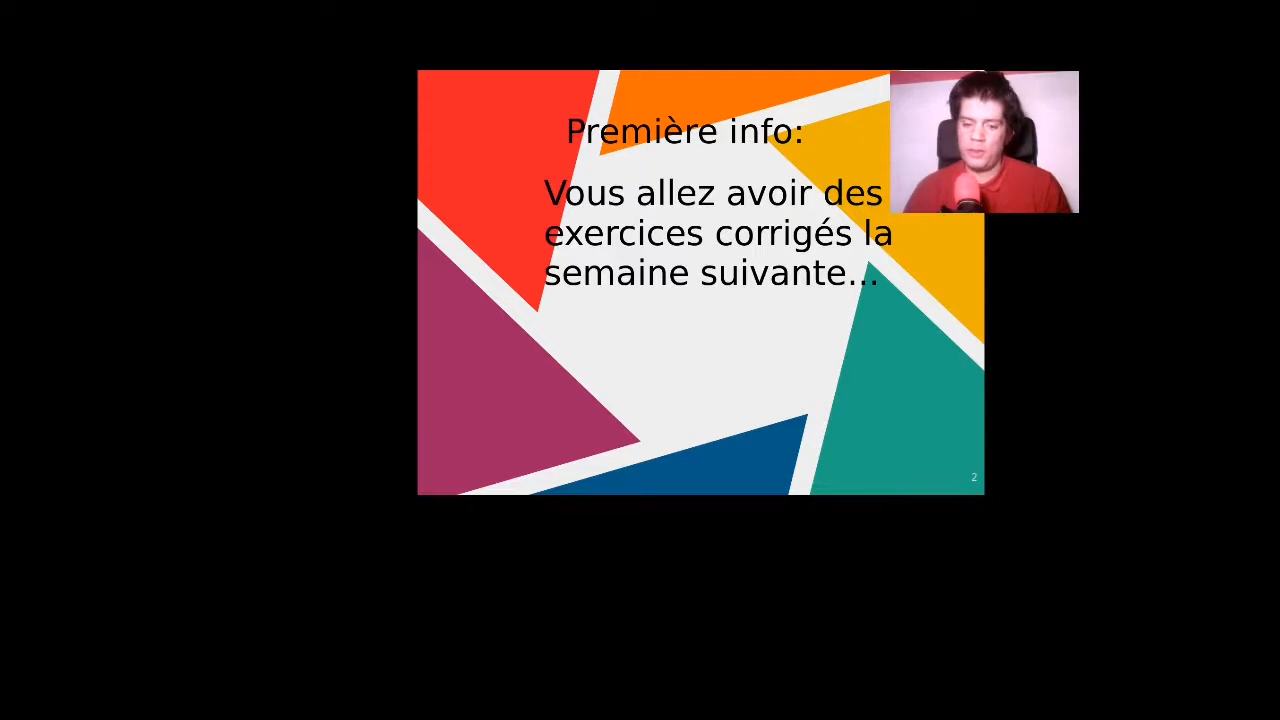 Première info:
Vous allez avoir des
exercices corrigés la
semaine suivante...
2